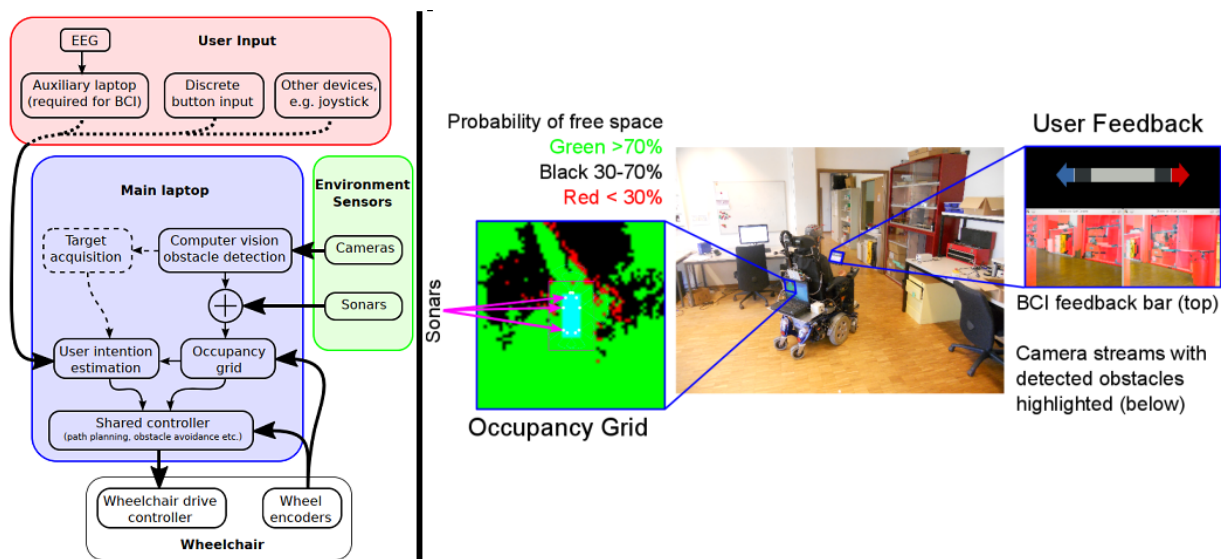 EEG
User Input
Auxiliary laptop
(required for BCI)
Discrete
button input
Other devices,
e.g. joystick
Main laptop
Environment
Sensors
Target
acquisition
Computer vision
obstacle detection
Cameras
Sonars
User intention
estimation
Occupancy
grid
Shared controller
(path planning, obstacle avoidance etc.)
Wheelchair drive
controller
Wheel
encoders
Wheelchair
Probability of free space
Green >70%
Black 30-70%
Red < 30%
Sonars
Occupancy Grid
User Feedback
BCI feedback bar (top)
Camera streams with
detected obstacles
highlighted (below)